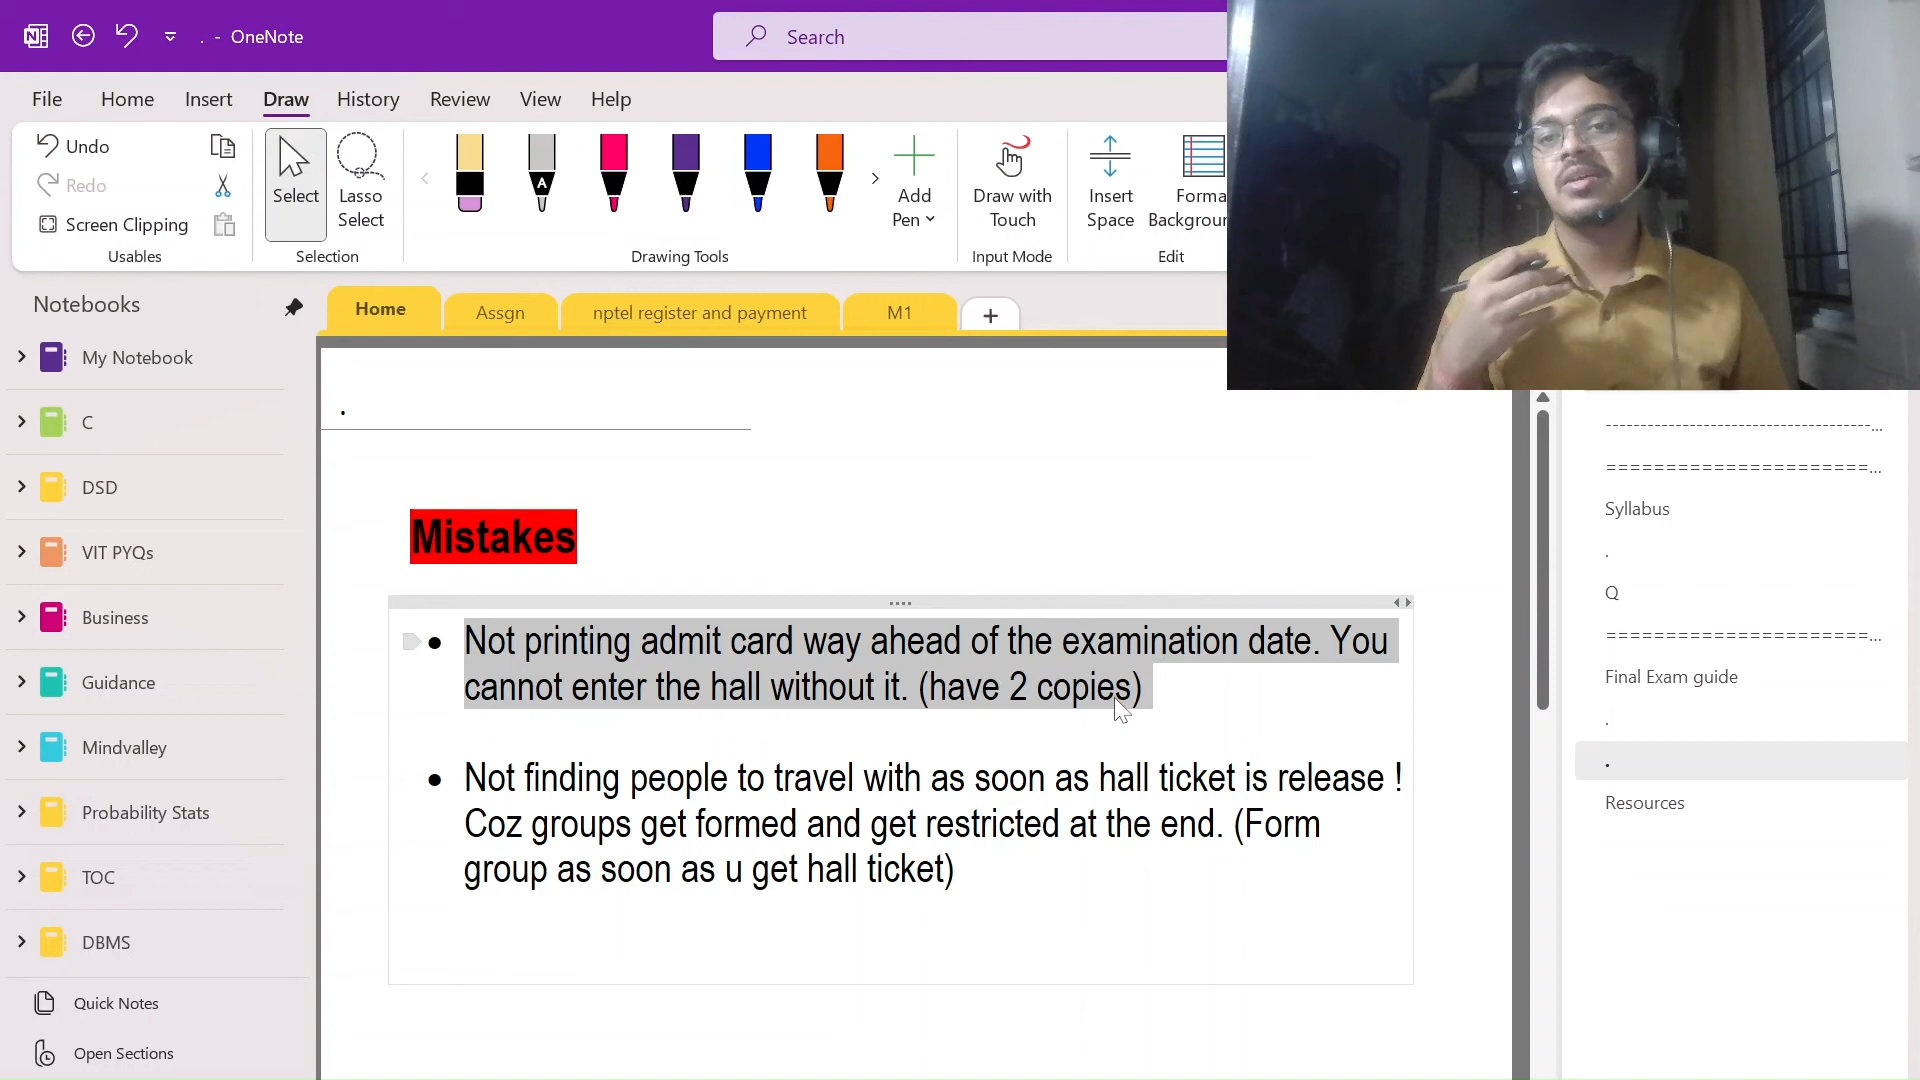 . - OneNote
Search
File Home Insert Draw History Review View Help
Undo
Redo
Screen Clipping
Usables
Select
Lasso
Select
Selection
A
Drawing Tools
Add
Pen
Draw with
Touch
Input Mode
Insert
Space
Forma
Backgroun
Edit
Notebooks
Home Assgn nptel register and payment M1 +
My Notebook
C
DSD
VIT PYQs
Business
Guidance
Mindvalley
Probability Stats
TOC
DBMS
Quick Notes
Open Sections
.
Mistakes
• Not printing admit card way ahead of the examination date. You
cannot enter the hall without it. (have 2 copies)
• Not finding people to travel with as soon as hall ticket is release !
Coz groups get formed and get restricted at the end. (Form
group as soon as u get hall ticket)
--------------------------------------...
======================...
Syllabus
.
Q
======================...
Final Exam guide
.
.
Resources